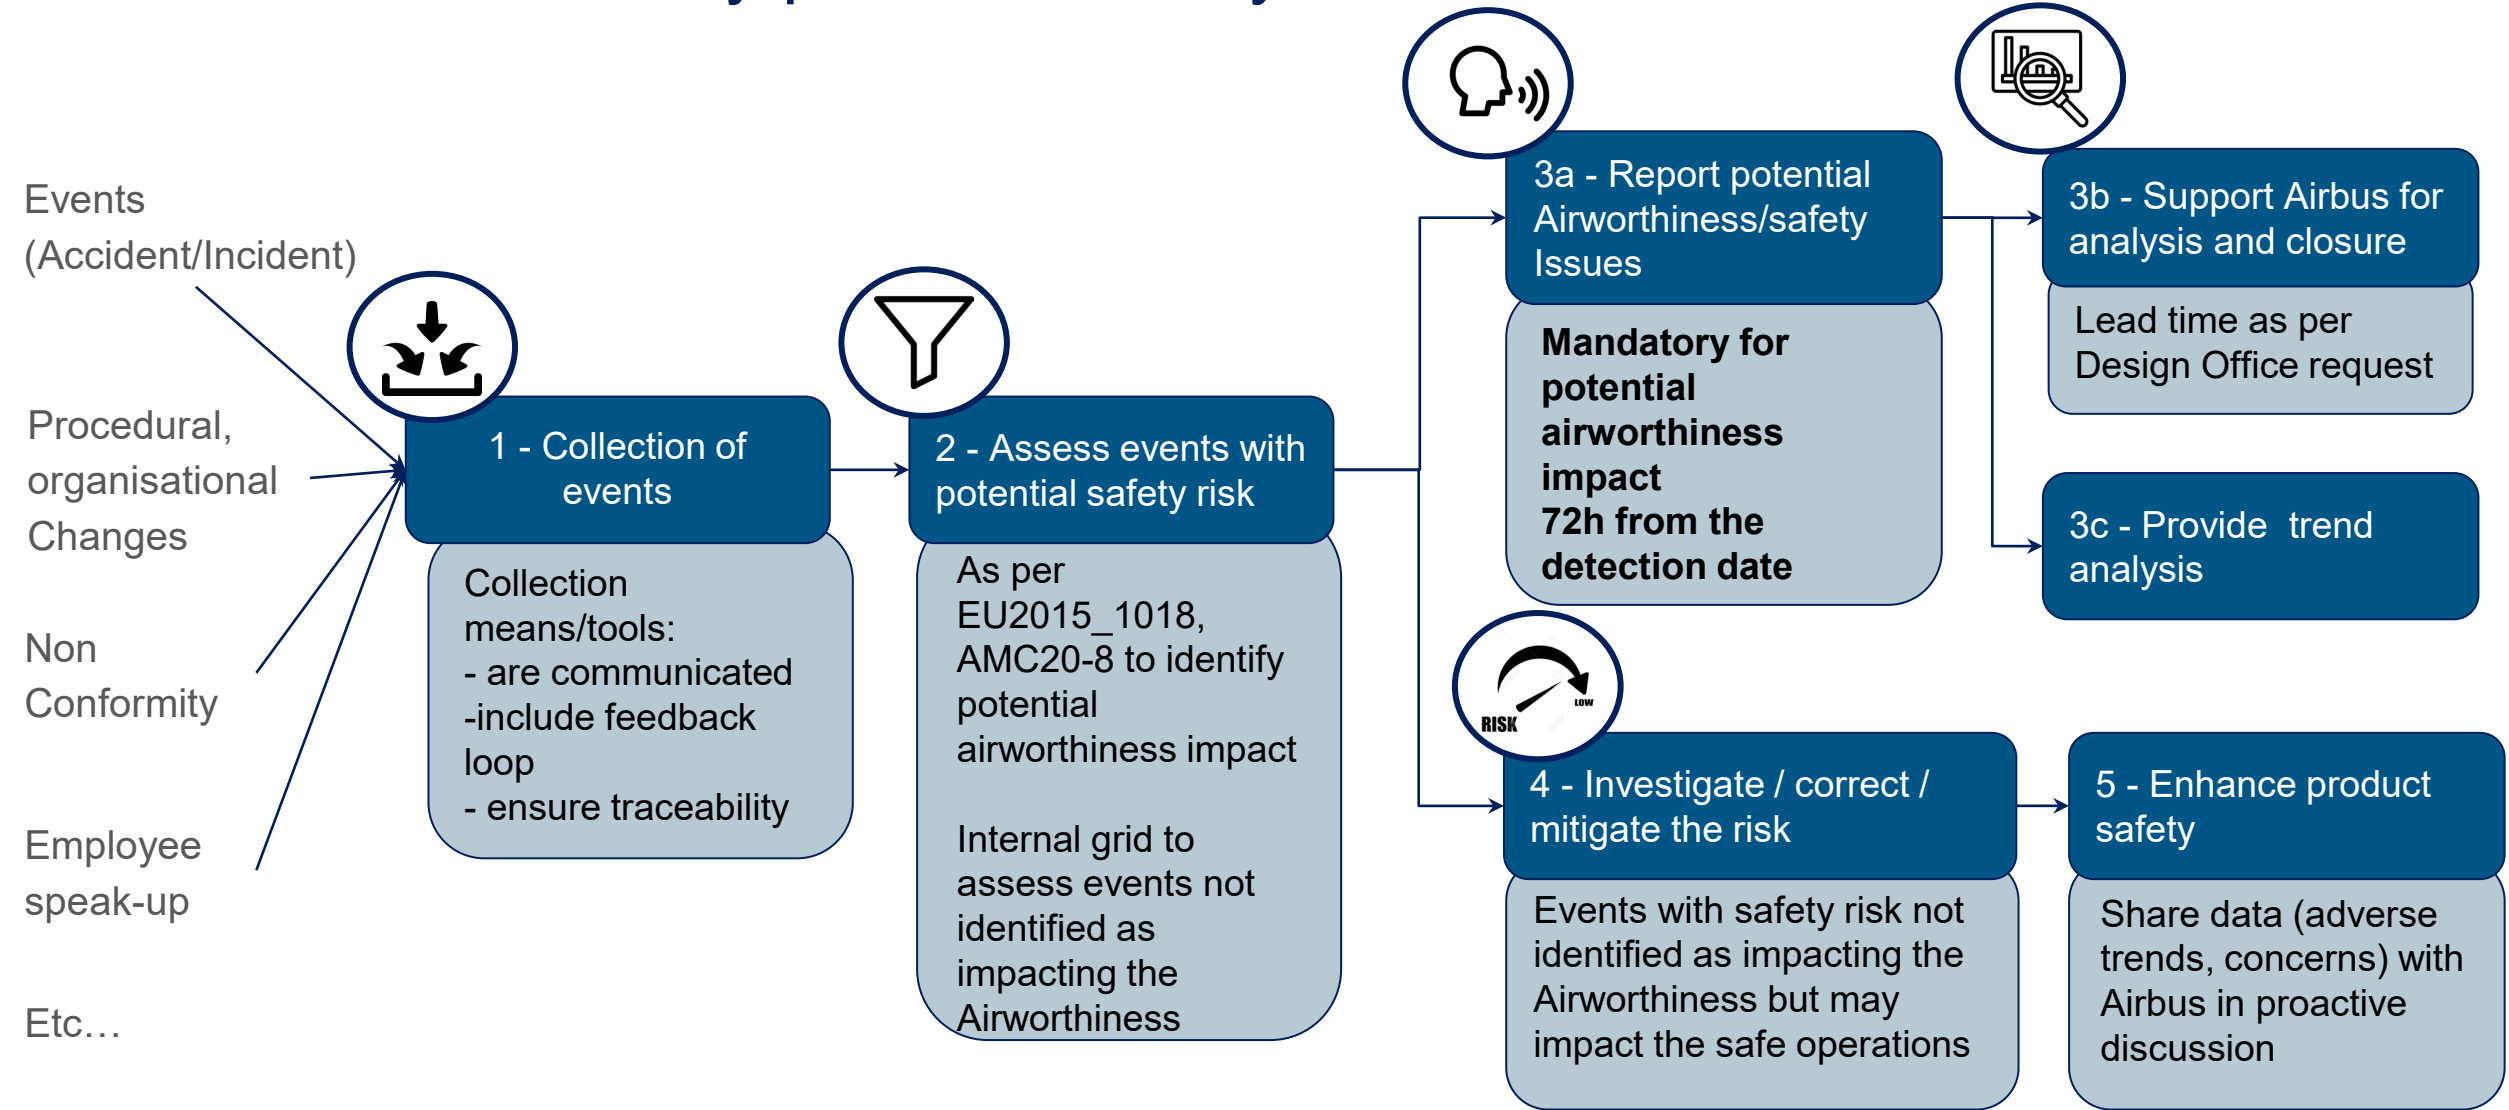 Events
(Accident/Incident)
Procedural,
organisational
Changes
Non
Conformity
Employee
speak-up
Etc…
1 - Collection of
events
Collection
means/tools:
- are communicated
-include feedback
loop
- ensure traceability
2 - Assess events with
potential safety risk
As per
EU2015_1018,
AMC20-8 to identify
potential
airworthiness impact
Internal grid to
assess events not
identified as
impacting the
Airworthiness
3a - Report potential
Airworthiness/safety
Issues
Mandatory for
potential
airworthiness
impact
72h from the
detection date
3b - Support Airbus for
analysis and closure
Lead time as per
Design Office request
3c - Provide  trend
analysis
RISK
LOW
4 - Investigate / correct /
mitigate the risk
Events with safety risk not
identified as impacting the
Airworthiness but may
impact the safe operations
5 - Enhance product
safety
Share data (adverse
trends, concerns) with
Airbus in proactive
discussion